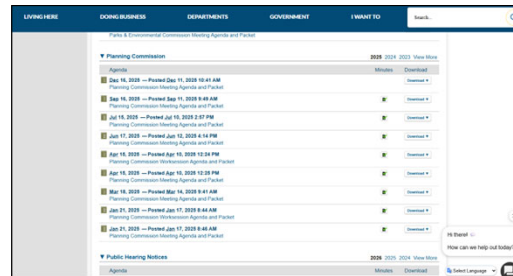 LIVING HERE DOING BUSINESS DEPARTMENTS GOVERNMENT I WANT TO Search..
Parks & Environmental Commission Meeting Agenda and Packet
▼ Planning Commission 2025 2024 2023 View More
Agenda Minutes Download
Dec 16, 2025 — Posted Dec 11, 2025 10:41 AM Download ▼
Planning Commission Meeting Agenda and Packet
Sep 16, 2025 — Posted Sep 11, 2025 9:49 AM Download ▼
Planning Commission Meeting Agenda and Packet
Jul 15, 2025 — Posted Jul 10, 2025 2:57 PM Download ▼
Planning Commission Meeting Agenda and Packet
Jun 17, 2025 — Posted Jun 12, 2025 4:14 PM Download ▼
Planning Commission Meeting Agenda and Packet
Apr 15, 2025 — Posted Apr 10, 2025 12:24 PM Download ▼
Planning Commission Worksession Agenda and Packet
Apr 15, 2025 — Posted Apr 10, 2025 12:25 PM Download ▼
Planning Commission Meeting Agenda and Packet
Mar 18, 2025 — Posted Mar 14, 2025 9:41 AM Download ▼
Planning Commission Meeting Agenda and Packet
Jan 21, 2025 — Posted Jan 17, 2025 8:44 AM Download ▼
Planning Commission Worksession Agenda and Packet
Jan 21, 2025 — Posted Jan 17, 2025 8:45 AM Download ▼
Planning Commission Meeting Agenda and Packet
Hi there!
How can we help out today?
▼ Public Hearing Notices 2026 2025 2024 View More
Agenda Minutes Download
Select Language